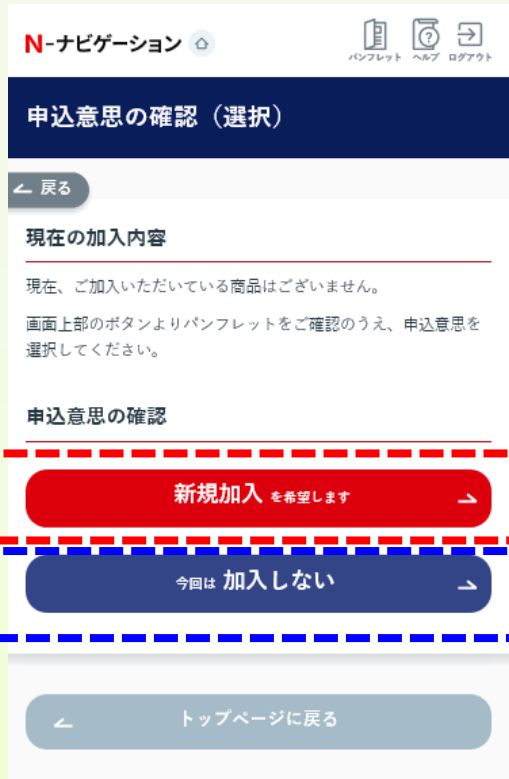 N-ナビゲーション
パンフレット ヘルプ ログアウト
申込意思の確認（選択）
戻る
現在の加入内容
現在、ご加入いただいている商品はございません。
画面上部のボタンよりパンフレットをご確認のうえ、申込意思を
選択してください。
申込意思の確認
新規加入 を希望します
今回は 加入しない
トップページに戻る